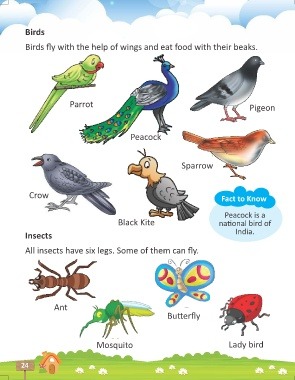 Birds
Birds fly with the help of wings and eat food with their beaks.
Parrot
Peacock
Pigeon
Sparrow
Crow
Black Kite
Fact to Know
Peacock is a
national bird of
India.
Insects
All insects have six legs. Some of them can fly.
Ant
Butterfly
Mosquito
Lady bird
24